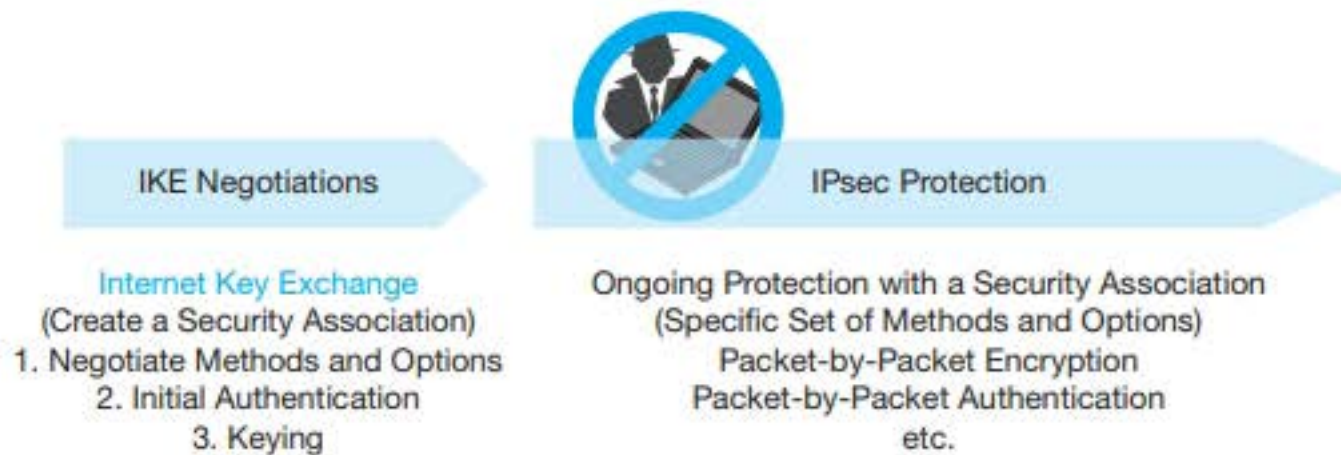 IKE Negotiations
IPsec Protection
Internet Key Exchange
(Create a Security Association)
1. Negotiate Methods and Options
2. Initial Authentication
3. Keying
Ongoing Protection with a Security Association
(Specific Set of Methods and Options)
Packet-by-Packet Encryption
Packet-by-Packet Authentication
etc.